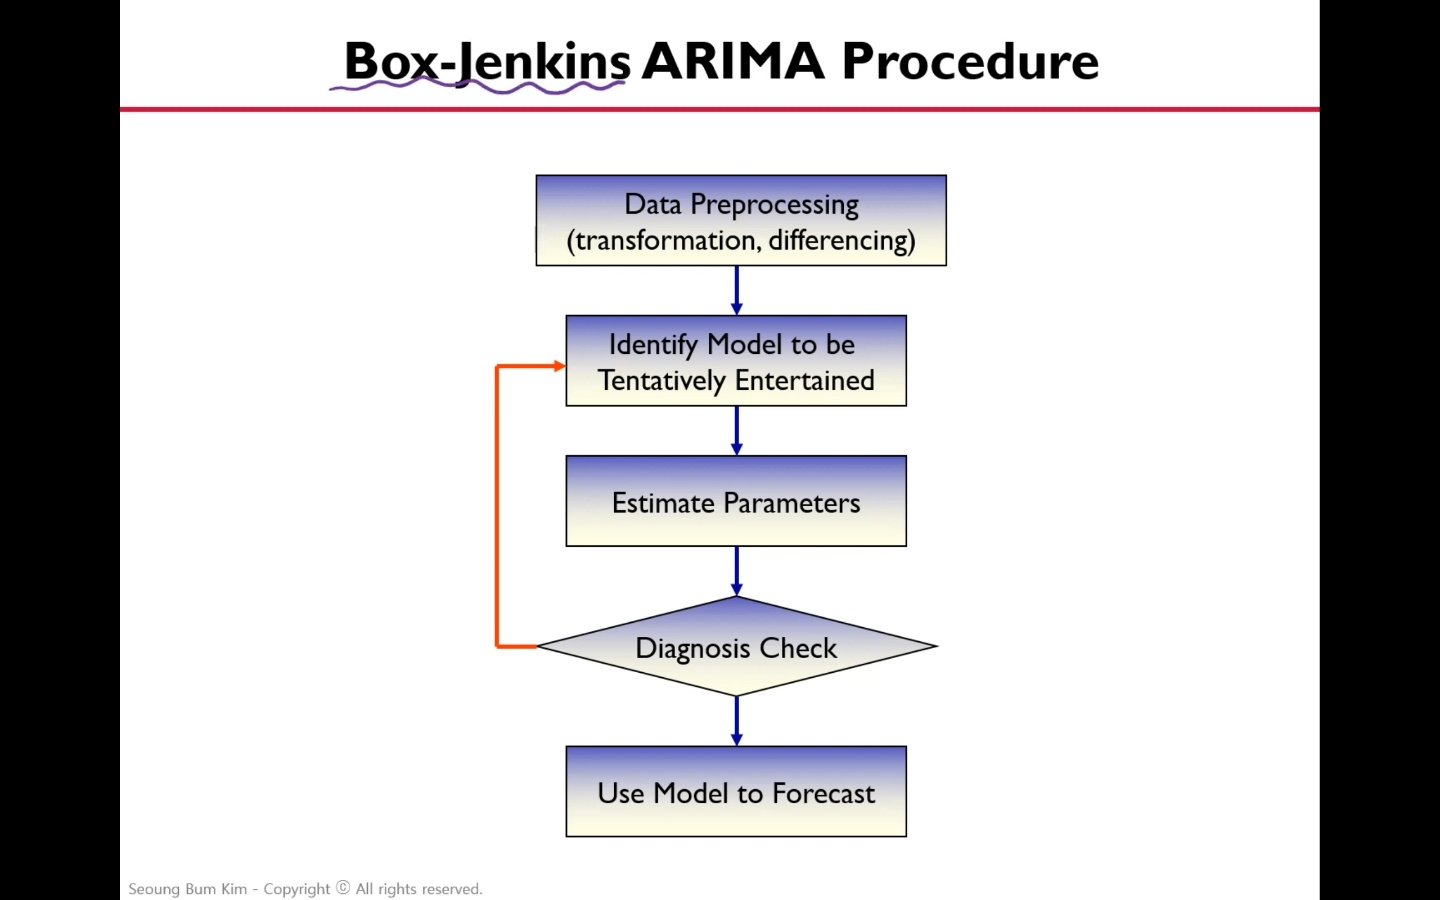 Box-Jenkins ARIMA Procedure
Data Preprocessing
(transformation, differencing)
Identify Model to be
Tentatively Entertained
Estimate Parameters
Diagnosis Check
Use Model to Forecast
Seoung Bum Kim - Copyright ⓒ All rights reserved.